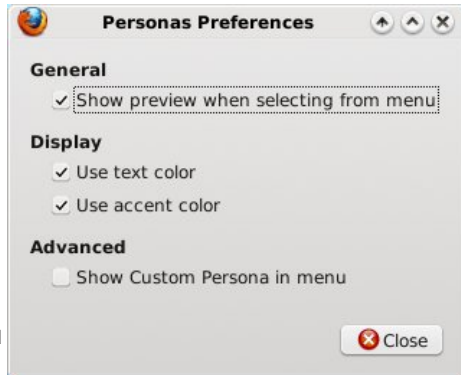 Personas Preferences
General
Show preview when selecting from menu
Display
Use text color
Use accent color
Advanced
Show Custom Persona in menu
Close